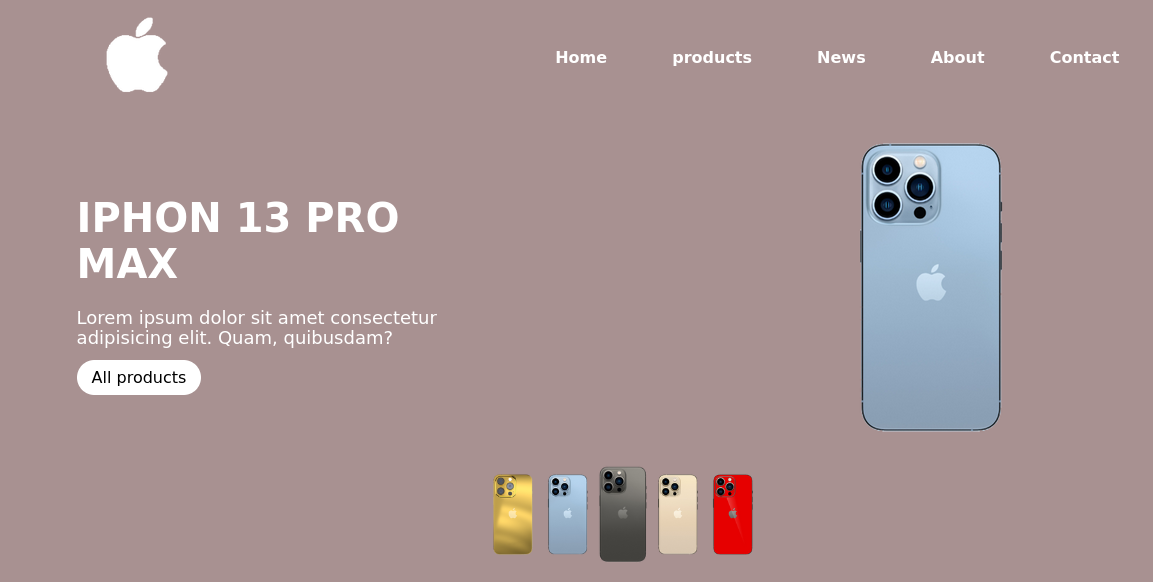 Home products News About Contact
IPHON 13 PRO
MAX
Lorem ipsum dolor sit amet consectetur
adipisicing elit. Quam, quibusdam?
All products